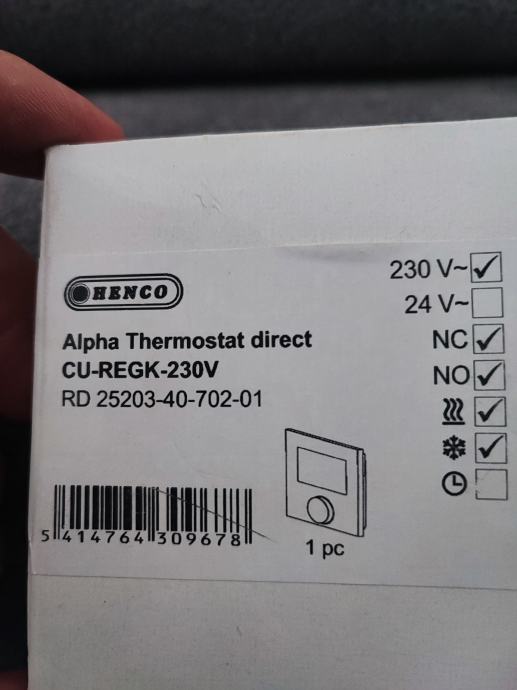 HENCO
Alpha Thermostat direct
CU-REGK-230V
RD 25203-40-702-01
230 V~
24 V~
NC
NO
5 414764 309678
1 pc